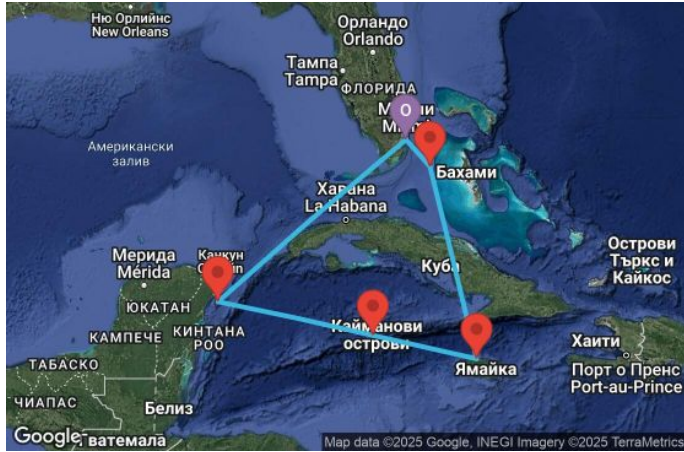 Ню Орлийнс
New Orleans
Орландо
Orlando
Тампа
Tampa
ФЛОРИДА
O
Американски
залив
Бахами
Хавана
La Habana
Мерида
Mérida
Куба
Острови
Търкс и
Кайкос
ЮКАТАН
КАМПЕЧЕ
КИНТАНА
РОО
Кайманови
острови
Хаити
ТАБАСКО
Ямайка
Порт о Пренс
Port-au-Prince
ЧИАПАС
Белиз
Google
Гватемала
Map data ©2025 Google, INEGI Imagery ©2025 TerraMetrics